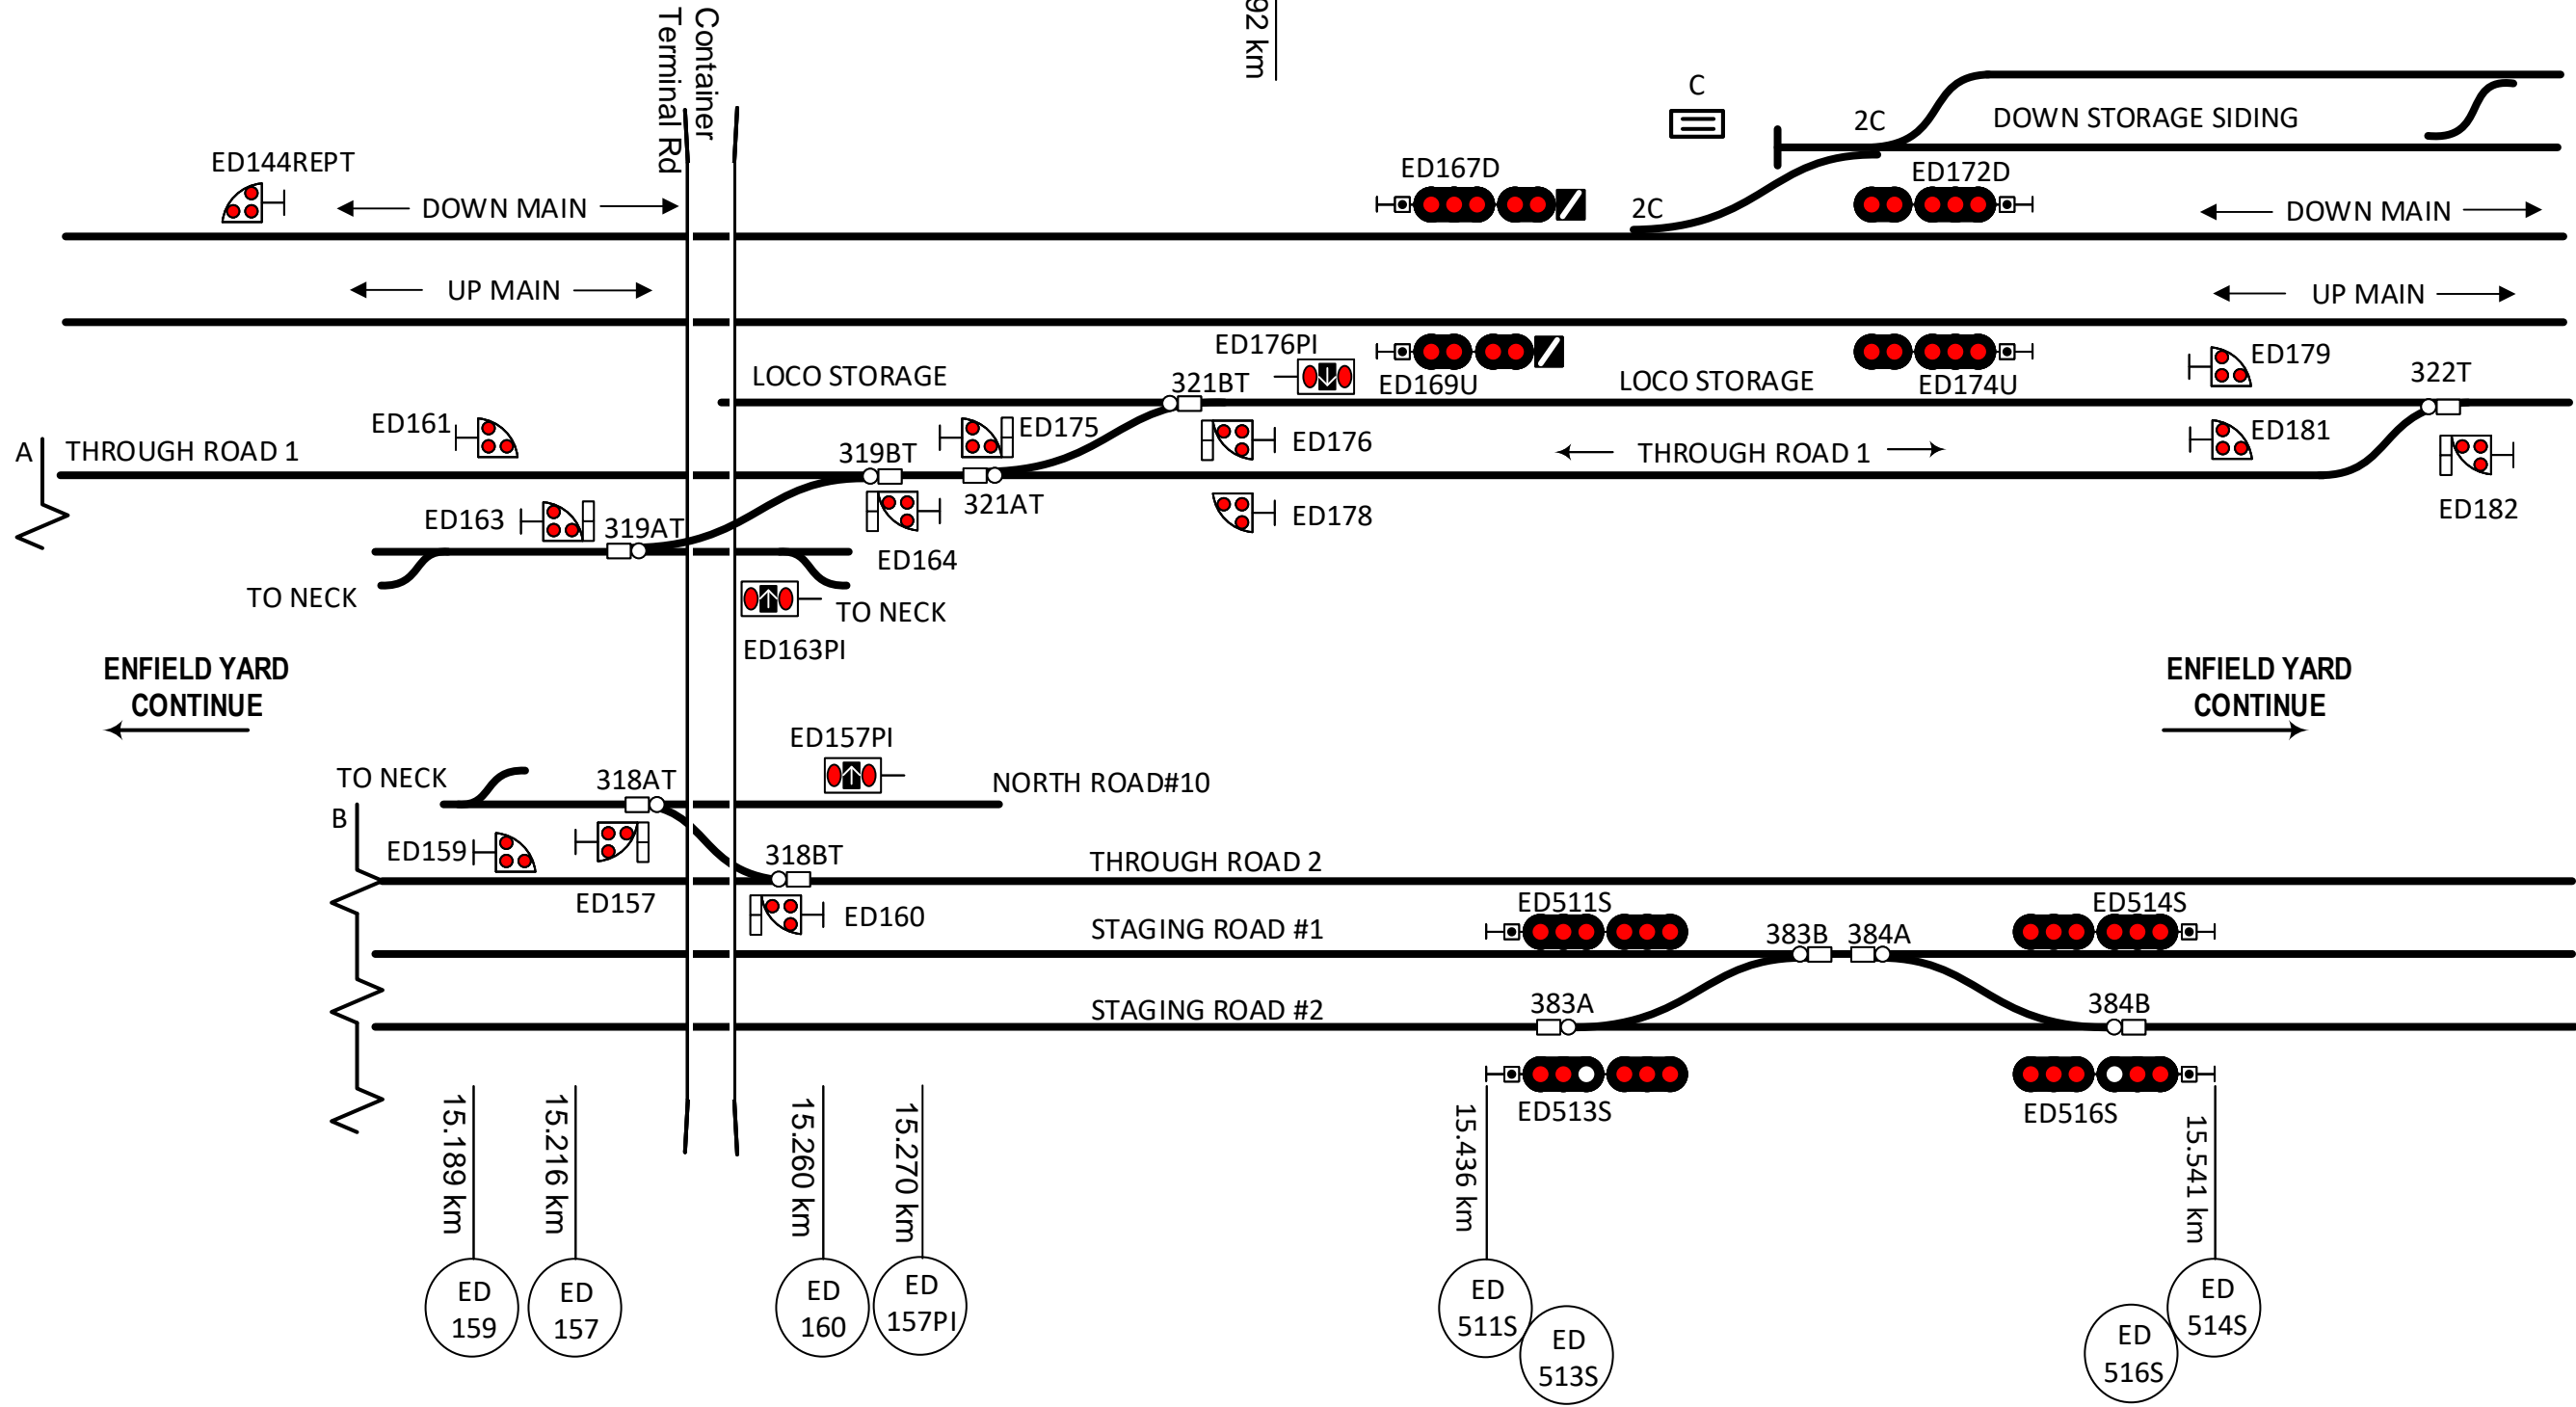 Container
Terminal Rd
92 km
C
2C
DOWN STORAGE SIDING
ED144REPT
ED167D
ED172D
2C
DOWN MAIN
DOWN MAIN
UP MAIN
UP MAIN
ED176PI
ED179
LOCO STORAGE
321BT
ED169U
LOCO STORAGE
ED174U
322T
ED161
ED175
ED176
ED181
A
THROUGH ROAD 1
319BT
THROUGH ROAD 1
321AT
ED163
319AT
ED178
ED182
ED164
TO NECK
TO NECK
ED163PI
ENFIELD YARD
CONTINUE
ENFIELD YARD
CONTINUE
ED157PI
TO NECK
318AT
NORTH ROAD#10
B
ED159
318BT
THROUGH ROAD 2
ED157
ED160
ED511S
ED514S
STAGING ROAD #1
383B
384A
STAGING ROAD #2
383A
384B
ED513S
ED516S
15.189 km
15.216 km
15.260 km
15.270 km
15.436 km
15.541 km
ED
159
ED
157
ED
160
ED
157PI
ED
511S
ED
513S
ED
516S
ED
514S